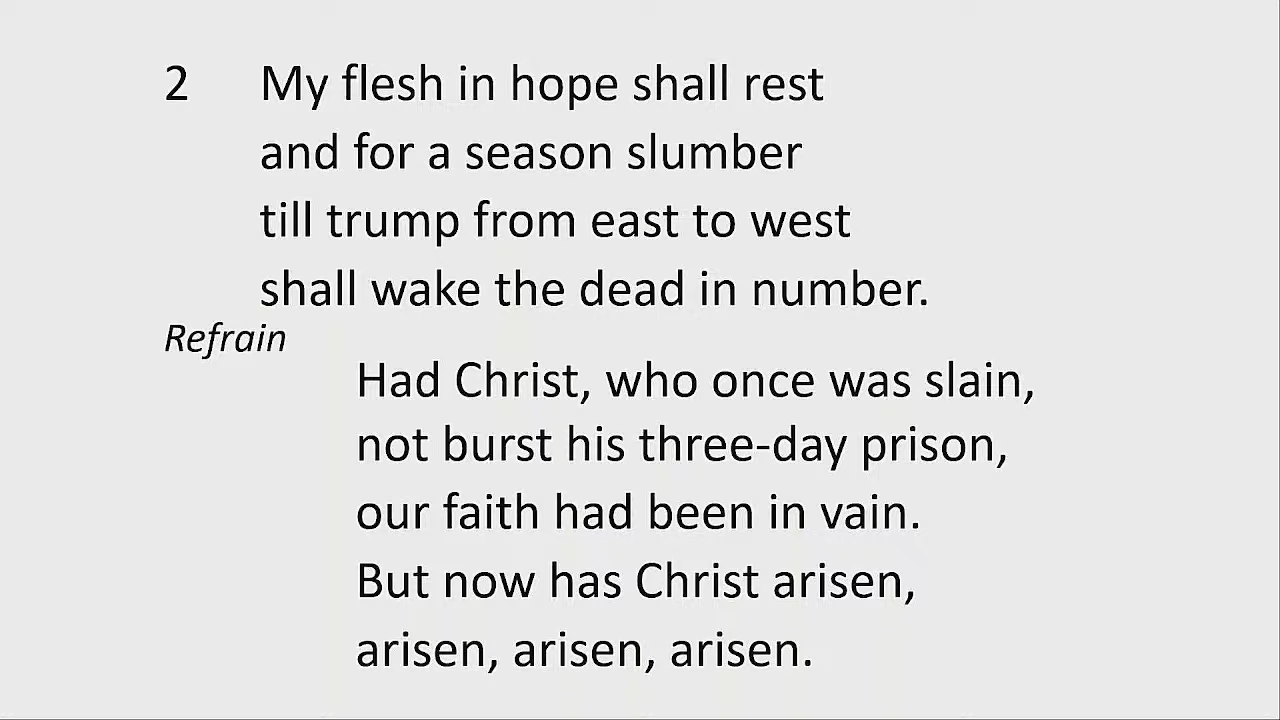 2 My flesh in hope shall rest
and for a season slumber
till trump from east to west
shall wake the dead in number.
Refrain
Had Christ, who once was slain,
not burst his three-day prison,
our faith had been in vain.
But now has Christ arisen,
arisen, arisen, arisen.